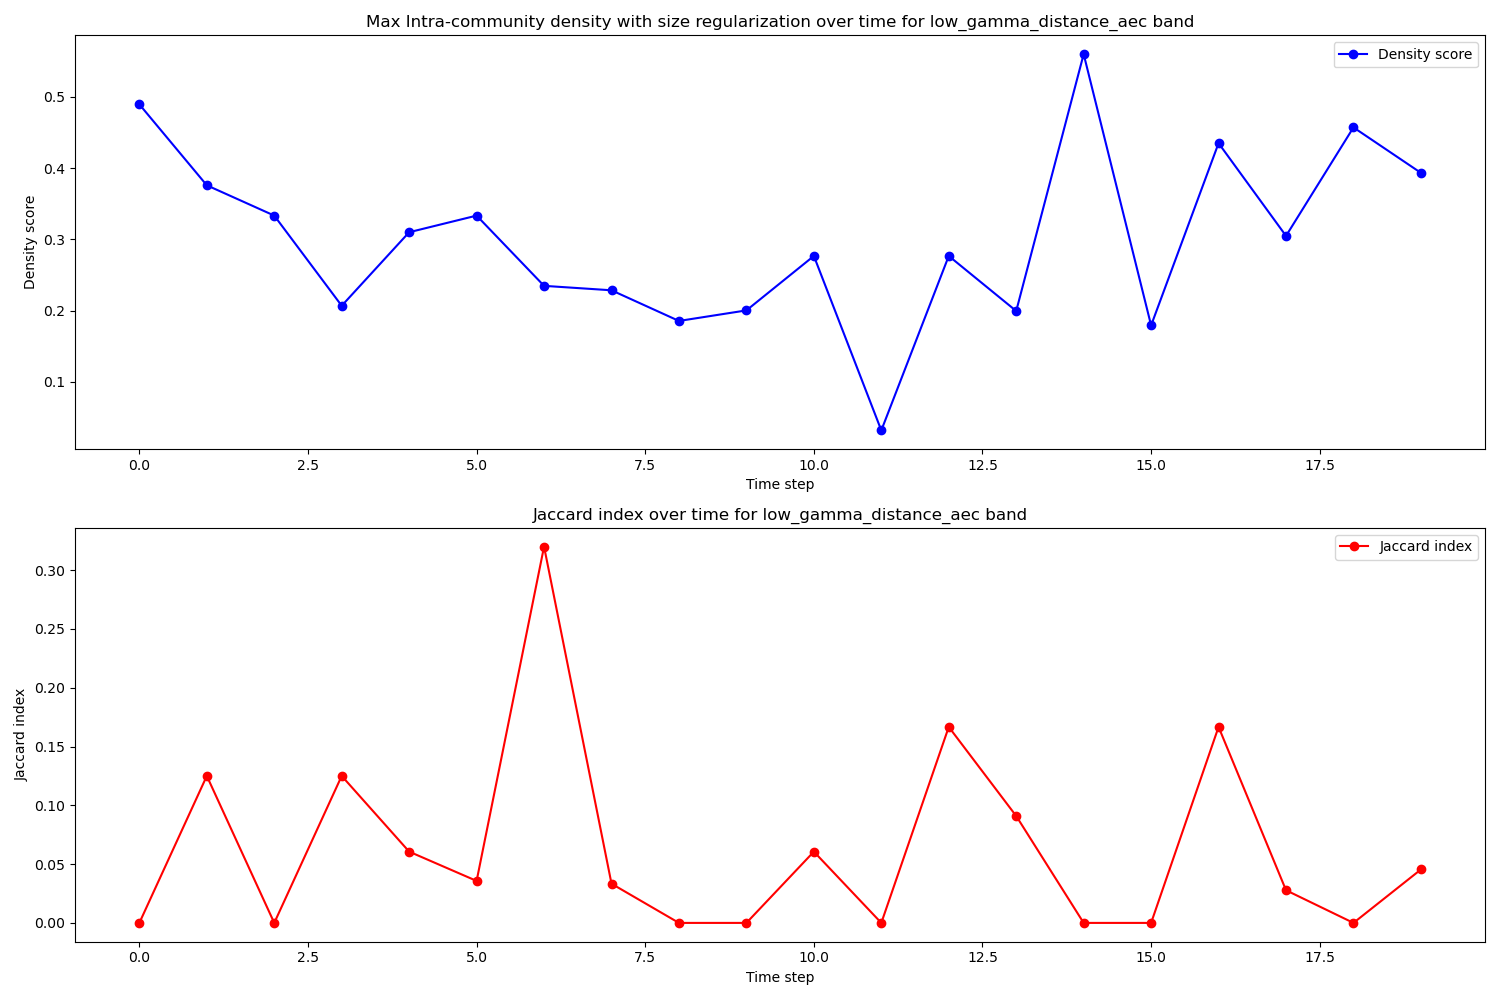 Max Intra-community density with size regularization over time for low_gamma_distance_aec band
Density score
Density score
0.5
0.4
0.3
0.2
0.1
0.0 2.5 5.0 7.5 10.0 12.5 15.0 17.5
Time step
Jaccard index over time for low_gamma_distance_aec band
Jaccard index
Jaccard index
0.30
0.25
0.20
0.15
0.10
0.05
0.00
0.0 2.5 5.0 7.5 10.0 12.5 15.0 17.5
Time step